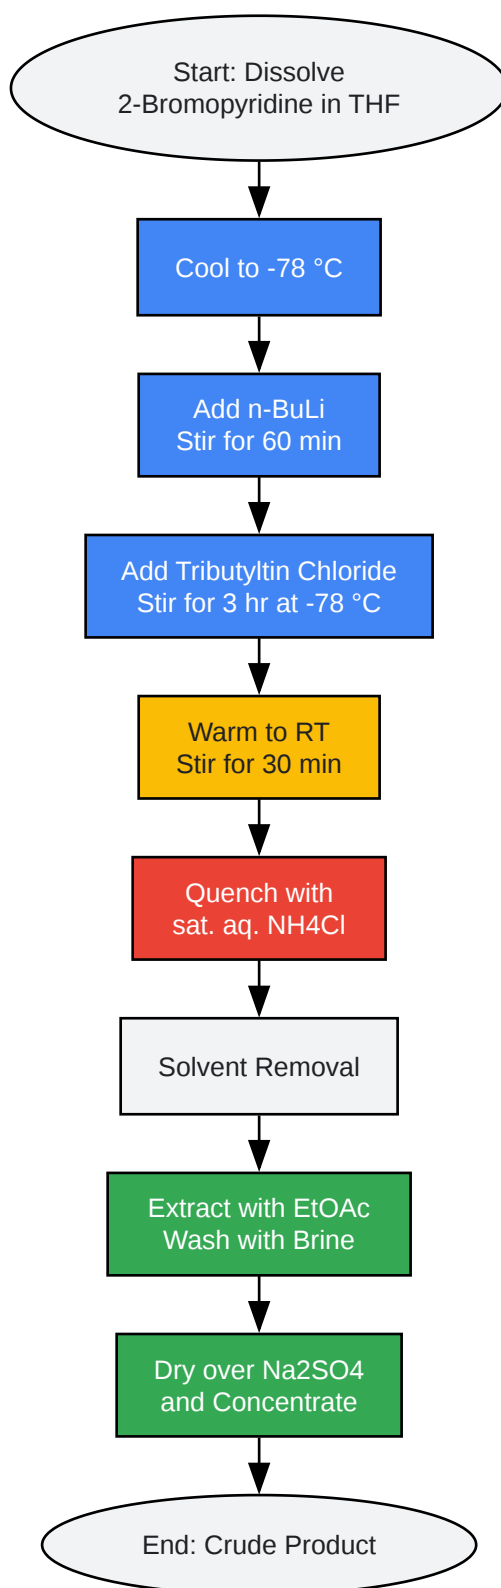 Start: Dissolve
2-Bromopyridine in THF
Cool to -78 °C
Add n-BuLi
Stir for 60 min
Add Tributyltin Chloride
Stir for 3 hr at -78 °C
Warm to RT
Stir for 30 min
Quench with
sat. aq. NH4Cl
Solvent Removal
Extract with EtOAc
Wash with Brine
Dry over Na2SO4
and Concentrate
End: Crude Product